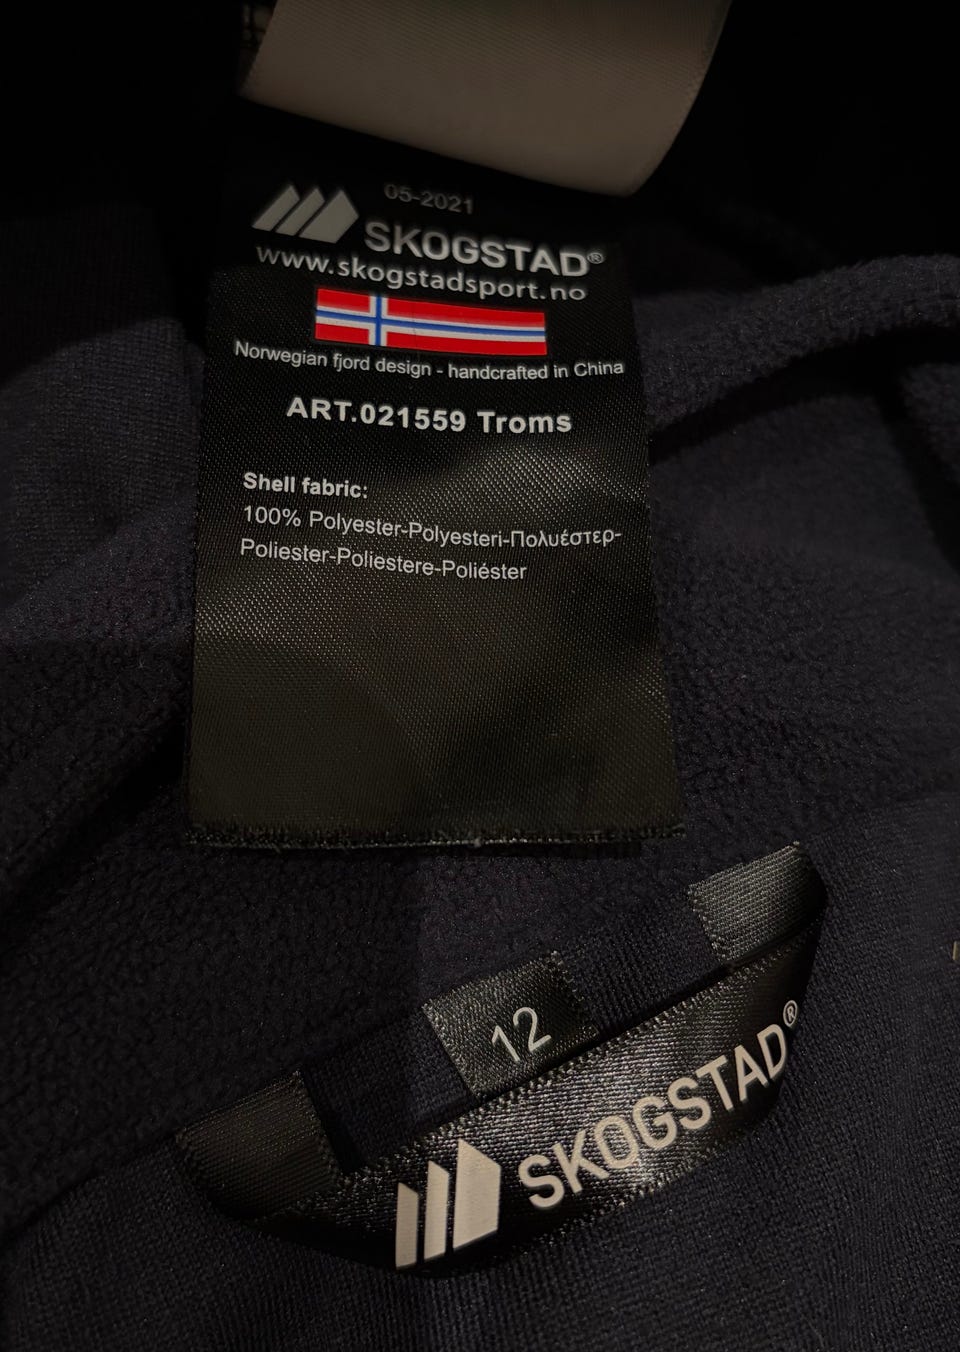 05-2021
SKOGSTAD®
www.skogstadsport.no
Norwegian fjord design - handcrafted in China
ART.021559 Troms
Shell fabric:
100% Polyester-Polyesteri-Πολυέστερ-
Poliester-Poliestere-Poliéster
12
SKOGSTAD®